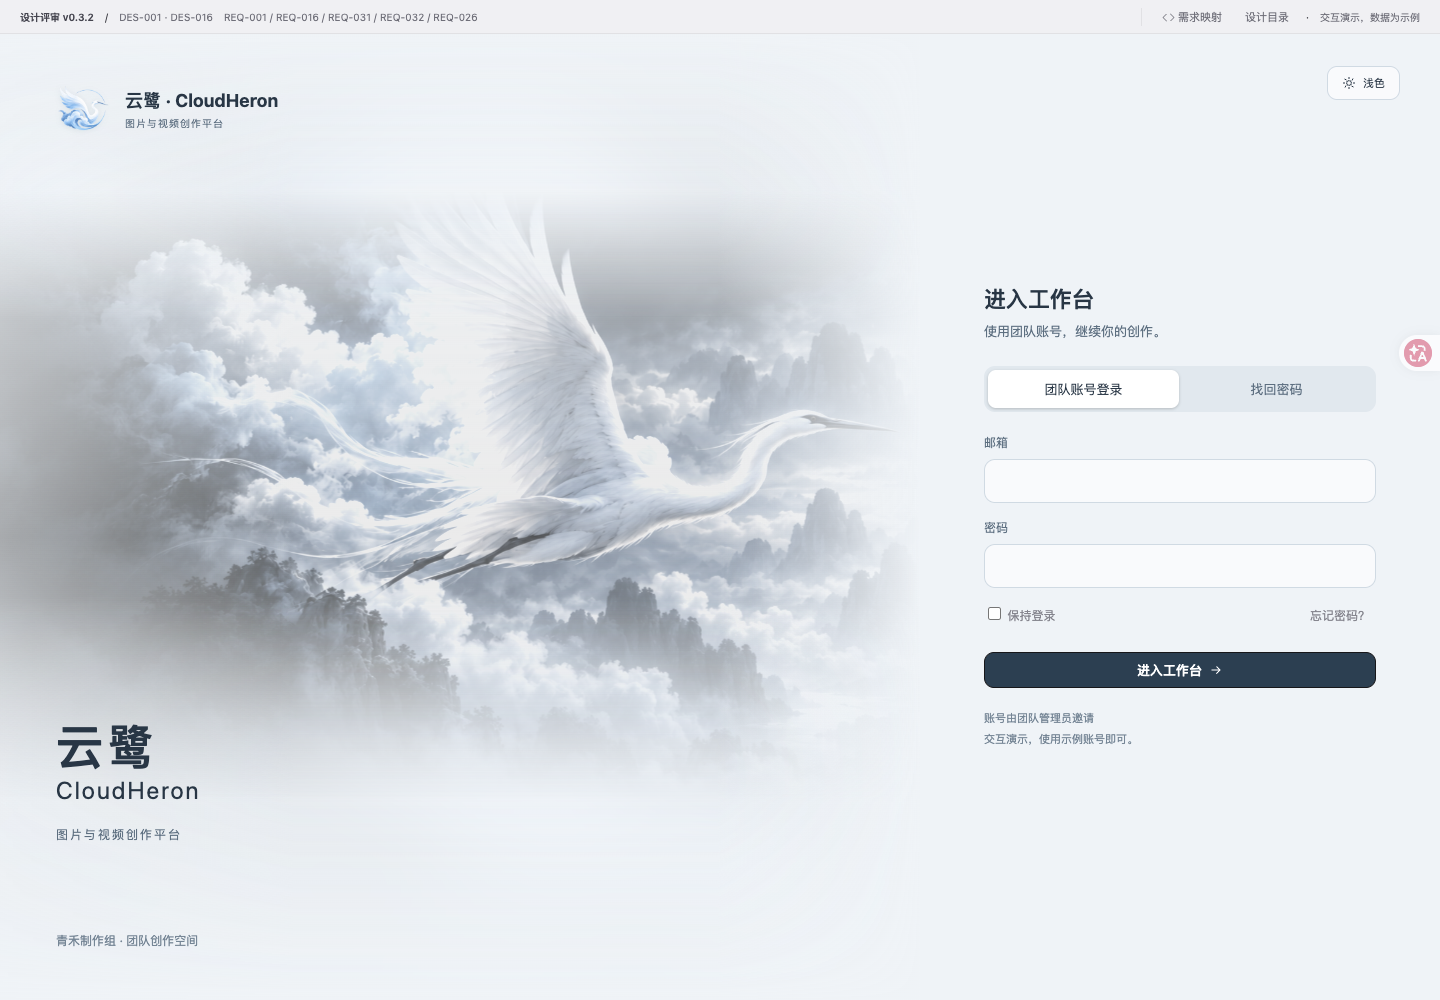 设计评审 v0.3.2 / DES-001 · DES-016 REQ-001 / REQ-016 / REQ-031 / REQ-032 / REQ-026
<> 需求映射 设计目录 · 交互演示，数据为示例
浅色
云鹭 · CloudHeron
图片与视频创作平台
进入工作台
使用团队账号，继续你的创作。
团队账号登录 找回密码
邮箱
密码
保持登录 忘记密码？
进入工作台 →
账号由团队管理员邀请
交互演示，使用示例账号即可。
云鹭
CloudHeron
图片与视频创作平台
青禾制作组 · 团队创作空间